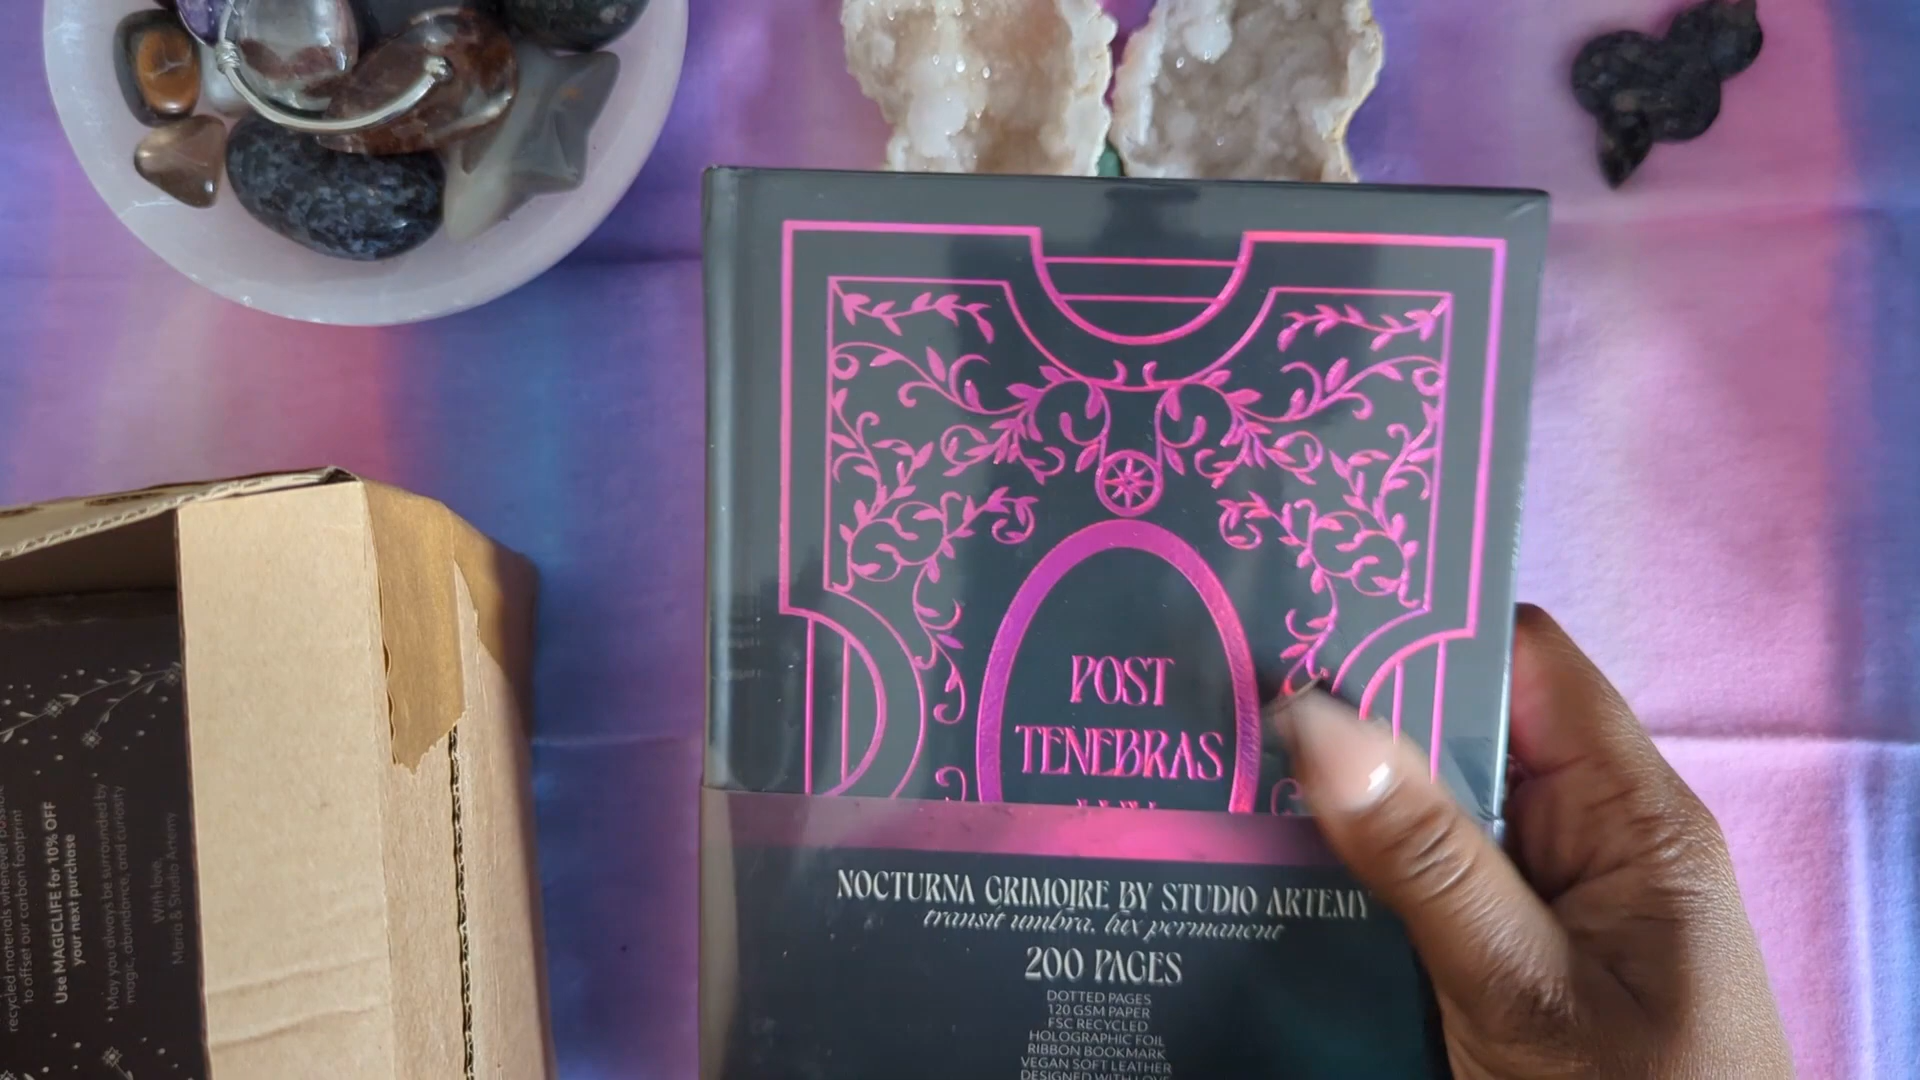 POST
TENEBRAS
NOCTURNA GRIMOIRE BY STUDIO ARTEMY
transit umbra, lux permanent
200 PAGES
DOTTED PAGES
120 GSM PAPER
FSC RECYCLED
HOLOGRAPHIC FOIL
RIBBON BOOKMARK
VEGAN SOFT LEATHER
DESIGNED WITH LOVE
recycled materials whenever
to offset our carbon footprint
Use MAGICLIFE for 10% OFF
your next purchase
May you always be surrounded by
magic, abundance, and curiosity
With love,
Maria & Studio Artemy